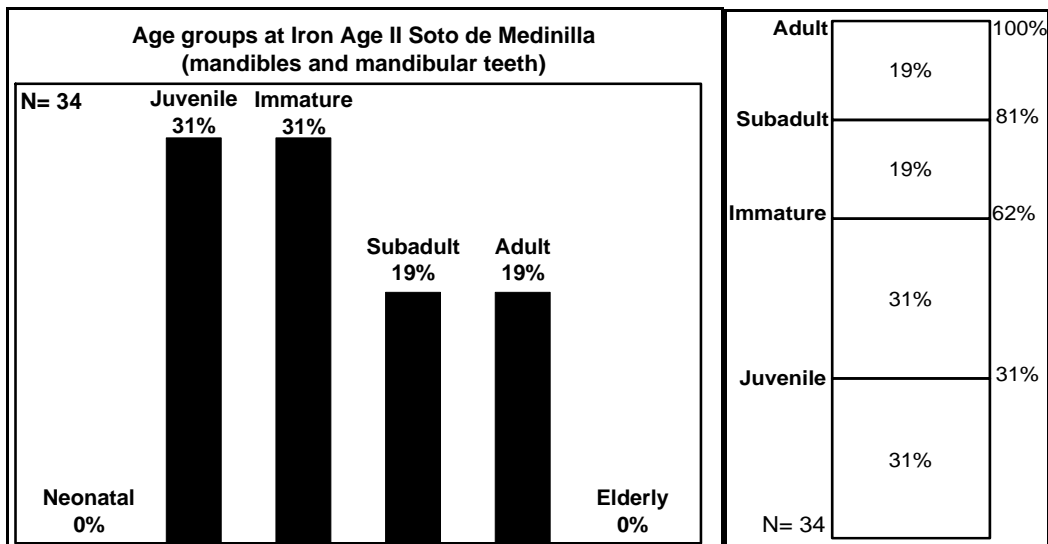 Age groups at Iron Age II Soto de Medinilla
(mandibles and mandibular teeth)
N= 34
Juvenile
31%
Immature
31%
Subadult
19%
Adult
19%
Neonatal
0%
Elderly
0%
Adult
100%
19%
Subadult
81%
19%
Immature
62%
31%
Juvenile
31%
31%
N= 34